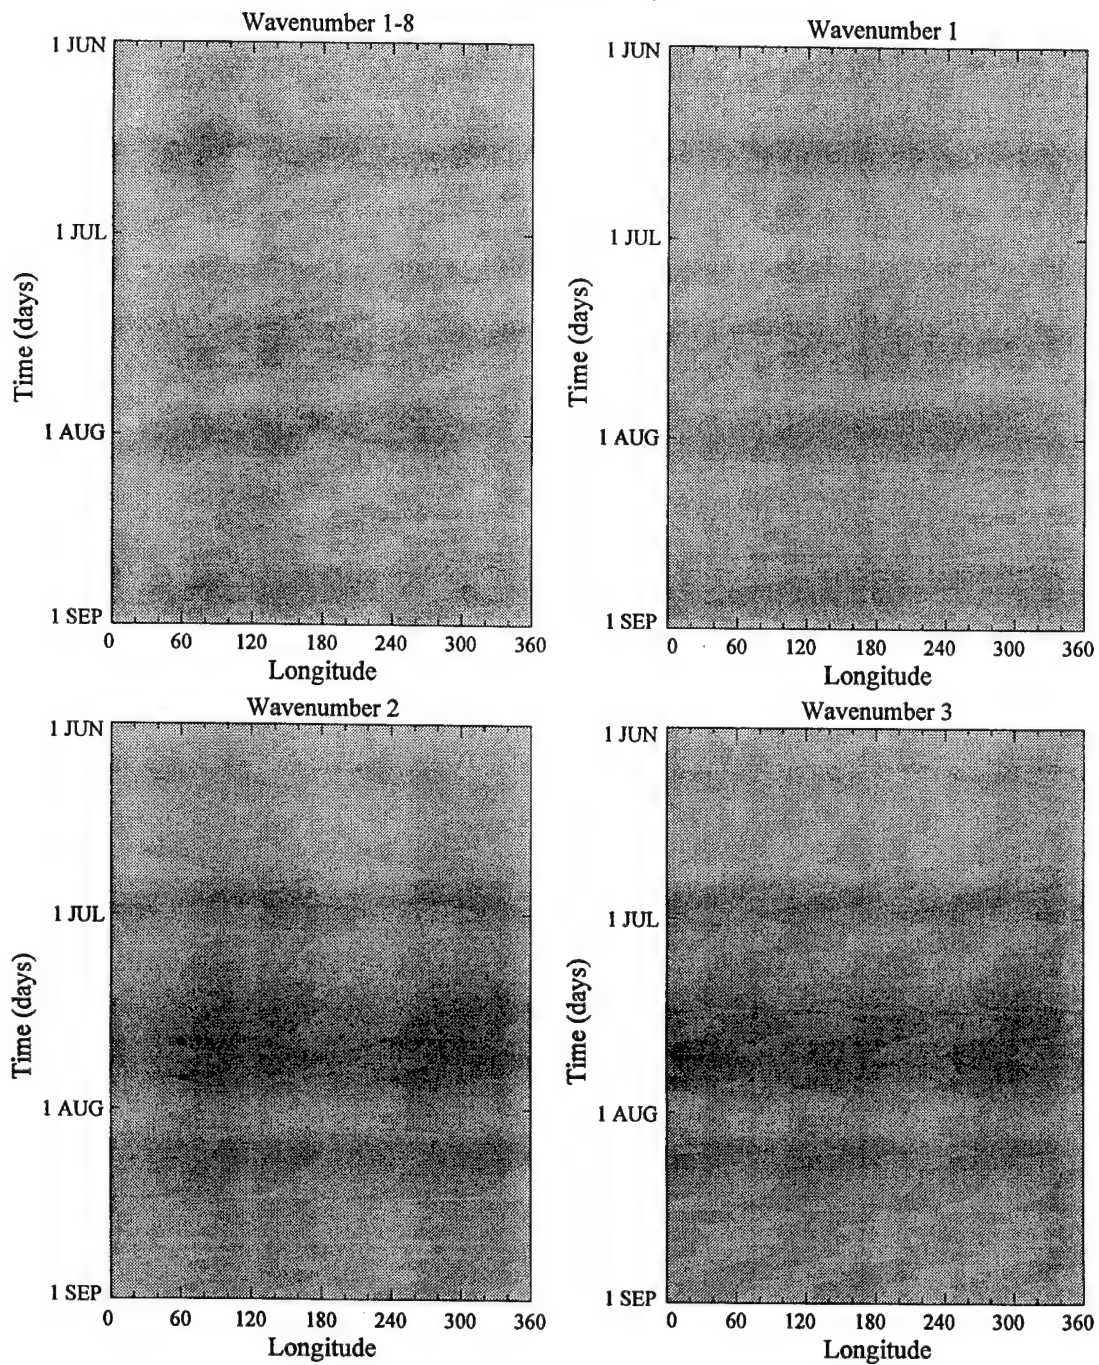 Wavenumber 1-8
1 JUN
1 JUL
1 AUG
1 SEP
Time (days)
0 60 120 180 240 300 360
Longitude
Wavenumber 1
1 JUN
1 JUL
1 AUG
1 SEP
Time (days)
0 60 120 180 240 300 360
Longitude
Wavenumber 2
1 JUN
1 JUL
1 AUG
1 SEP
Time (days)
0 60 120 180 240 300 360
Longitude
Wavenumber 3
1 JUN
1 JUL
1 AUG
1 SEP
Time (days)
0 60 120 180 240 300 360
Longitude